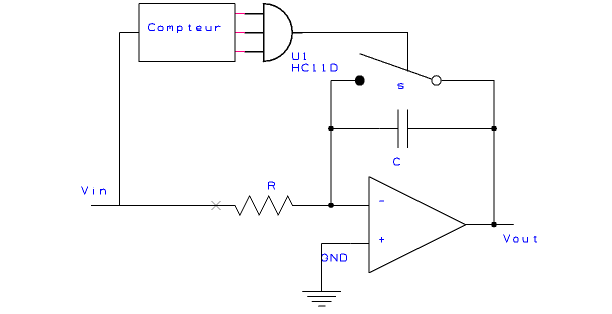 Compteur
U1
HC11D
s
C
R
Vin
-
+
GND
Vout